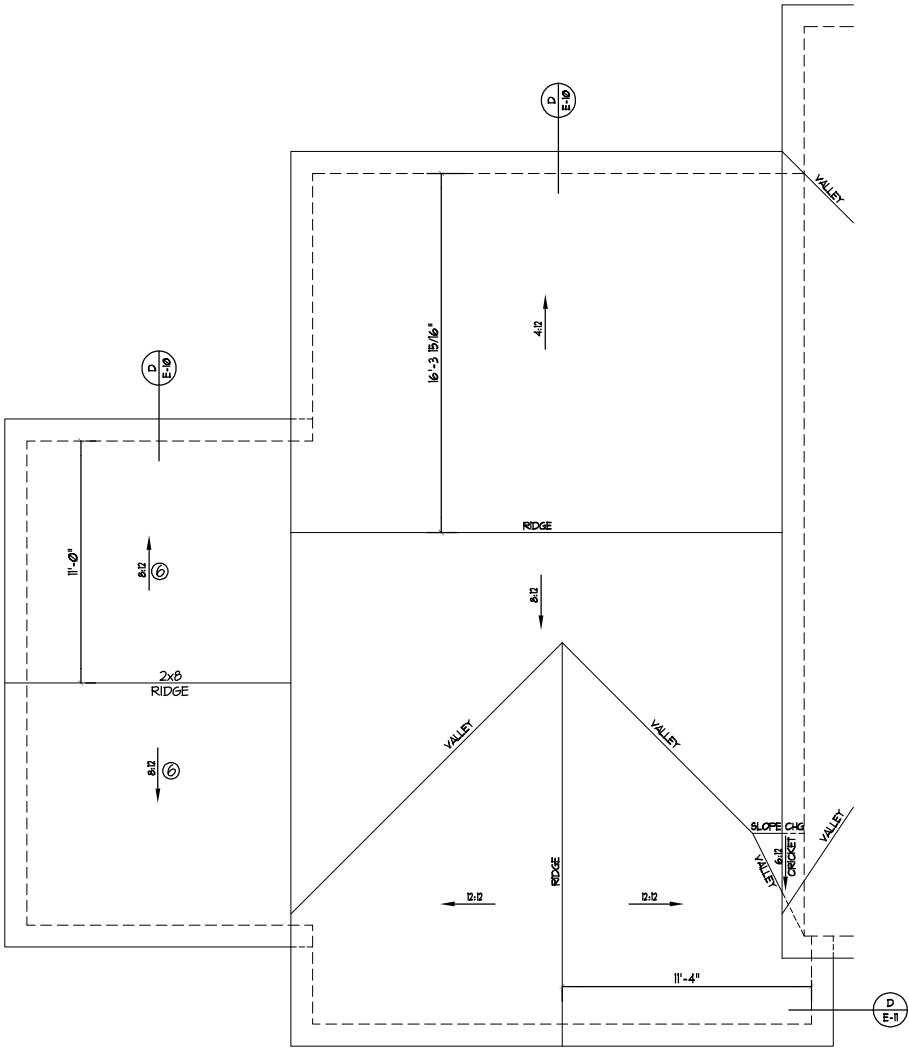 D
E-10
VALLEY
4:12
16'-3 15/16"
D
E-10
RIDGE
11'-0"
8:12
6
8:12
2x8
RIDGE
VALLEY
VALLEY
8:12
6
SLOPE CHG
VALLEY
6:12
CRICKET
VALLEY
RIDGE
12:12
12:12
11'-4"
D
E-11